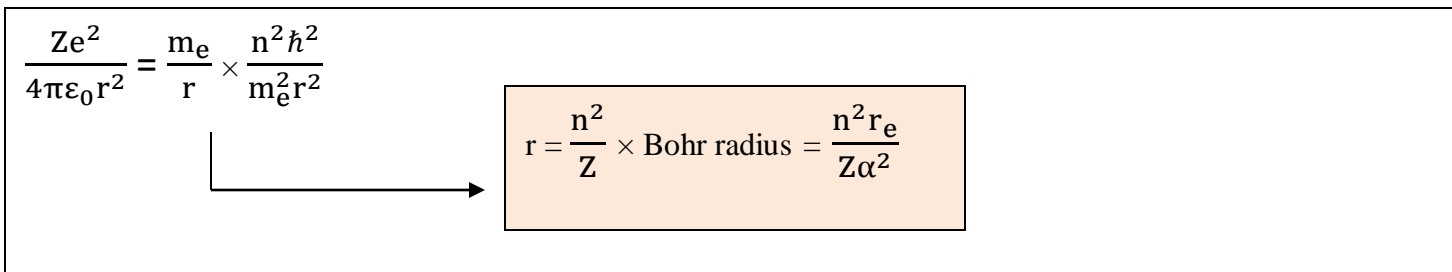 Ze²/4πε₀r² = mₑ/r × n²ℏ²/mₑ²r²
r = n²/Z × Bohr radius = n²rₑ/Zα²